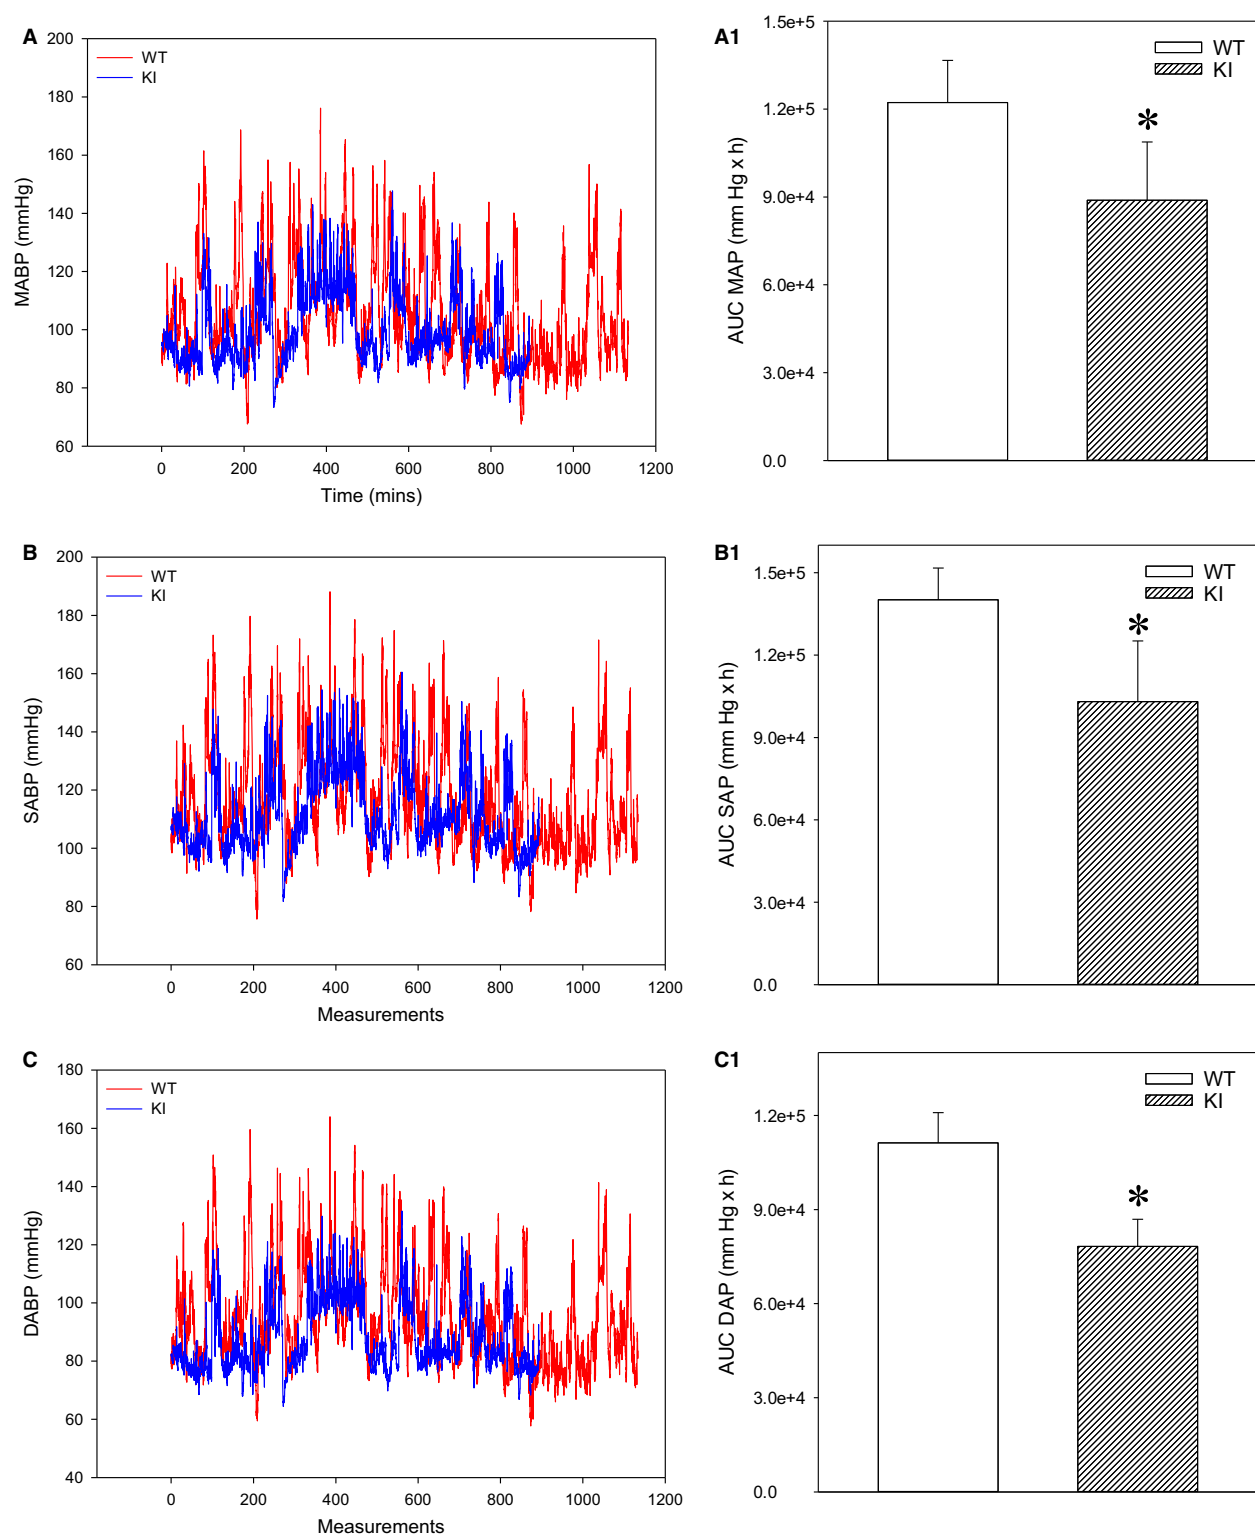 A
200
180
160
140
120
100
80
60
MABP (mmHg)
WT
KI
0 200 400 600 800 1000 1200
Time (mins)
A1
1.5e+5
1.2e+5
9.0e+4
6.0e+4
3.0e+4
0.0
AUC MAP (mm Hg x h)
WT
KI
*
B
200
180
160
140
120
100
80
60
SABP (mmHg)
WT
KI
0 200 400 600 800 1000 1200
Measurements
B1
1.5e+5
1.2e+5
9.0e+4
6.0e+4
3.0e+4
0.0
AUC SAP (mm Hg x h)
WT
KI
*
C
180
160
140
120
100
80
60
40
DABP (mmHg)
WT
KI
0 200 400 600 800 1000 1200
Measurements
C1
1.2e+5
9.0e+4
6.0e+4
3.0e+4
0.0
AUC DAP (mm Hg x h)
WT
KI
*